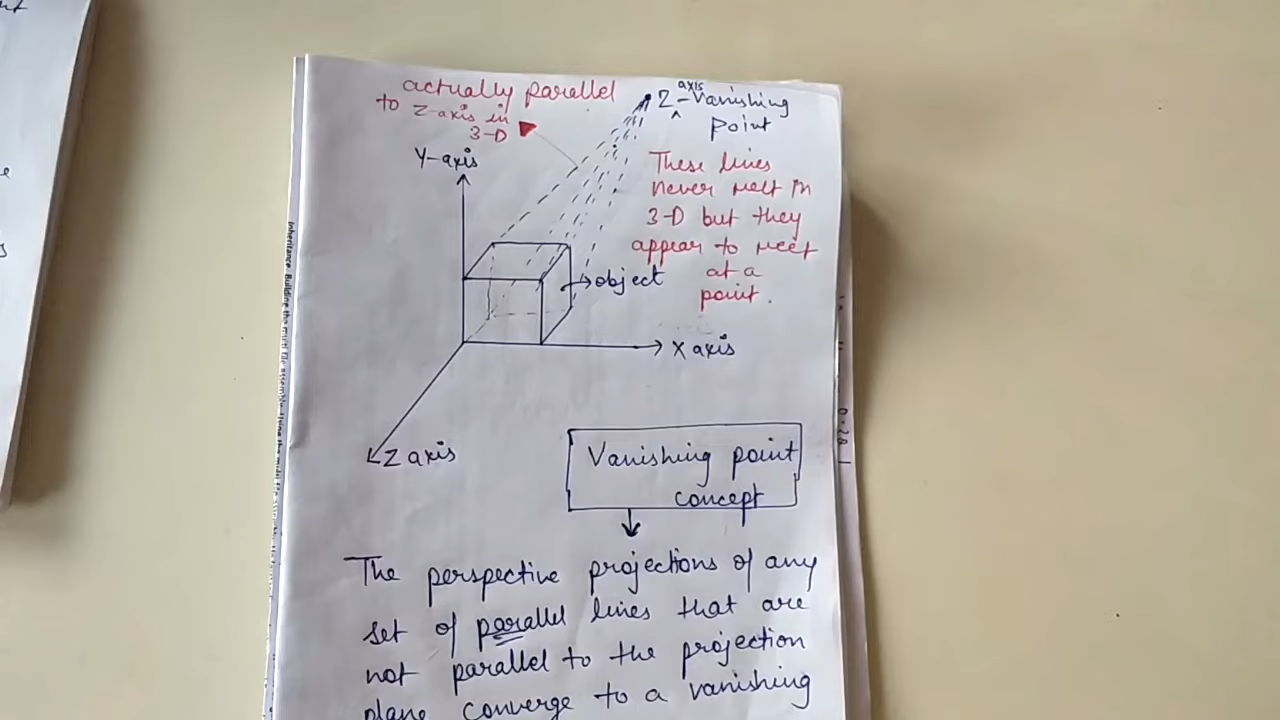 actually parallel
to Z-axis in
3-D
Z-axis Vanishing
point
Y-axis
These lines
never meet in
3-D but they
appear to meet
at a
point.
object
X axis
Z axis
Vanishing point
concept
The perspective projections of any
set of parallel lines that are
not parallel to the projection
plane converge to a vanishing